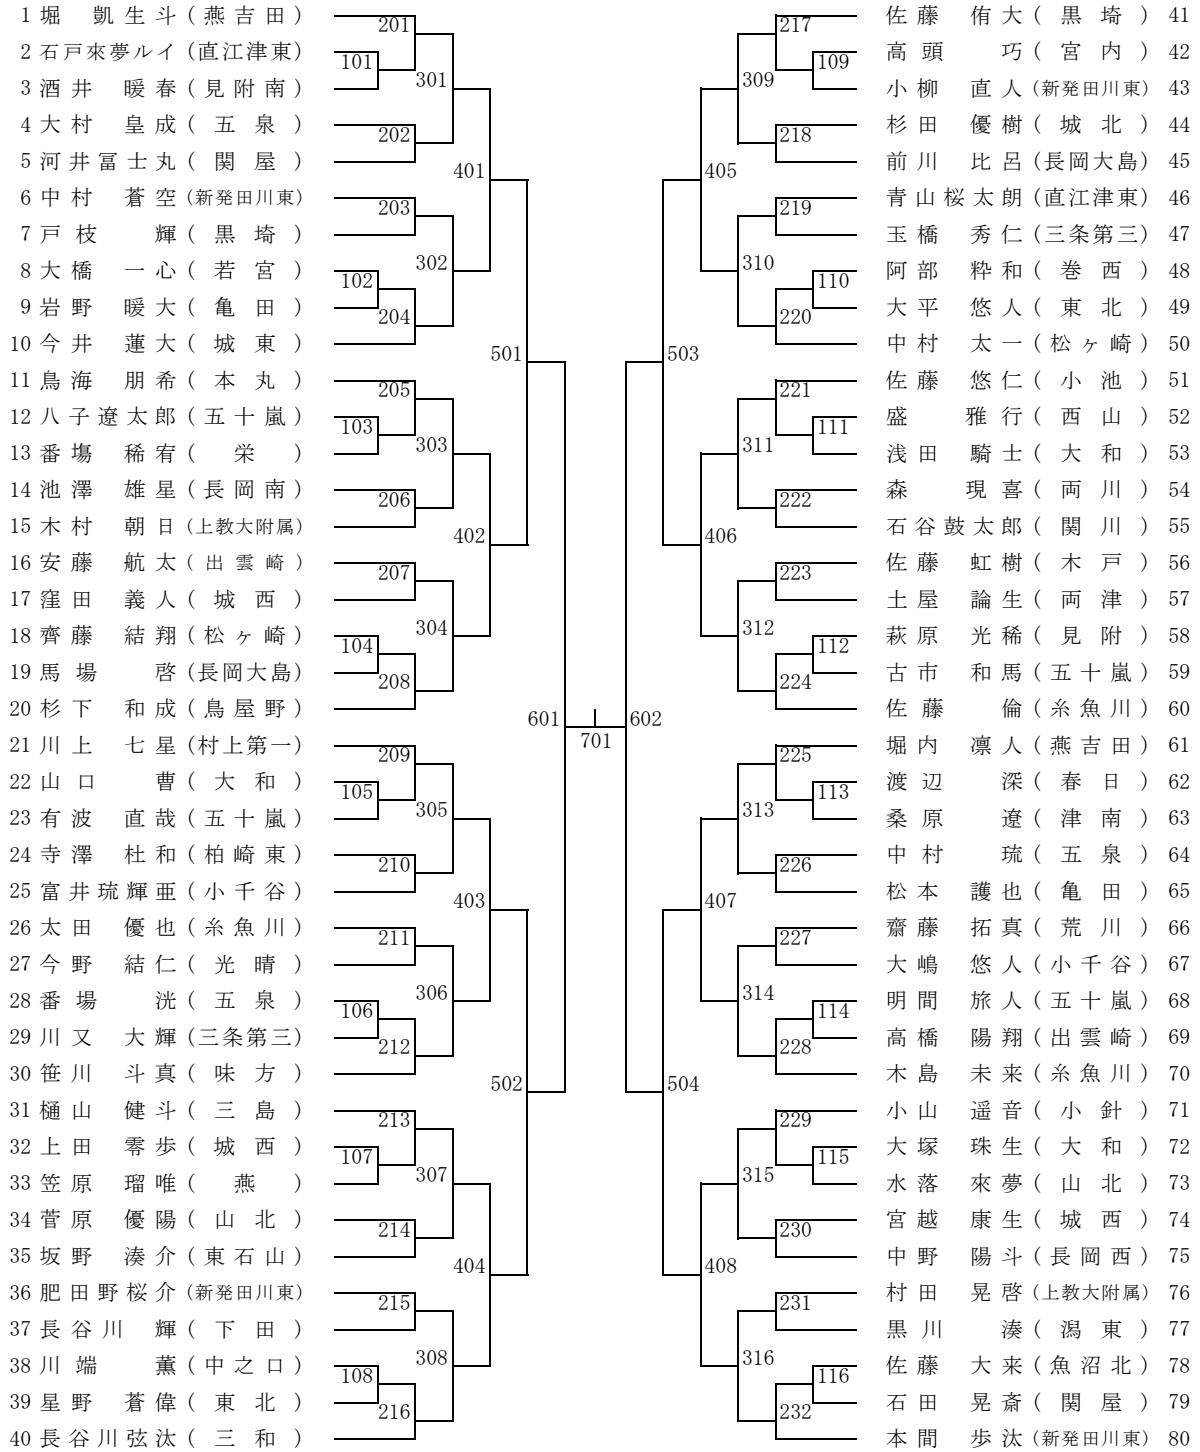 1 堀 凱生斗 (燕吉田)
2 石戸來夢ルイ (直江津東)
3 酒井 暖春 (見附南)
4 大村 皇成 (五泉)
5 河井冨士丸 (関屋)
6 中村 蒼空 (新発田川東)
7 戸枝 輝 (黒埼)
8 大橋 一心 (若宮)
9 岩野 暖大 (亀田)
10 今井 蓮大 (城東)
11 鳥海 朋希 (本丸)
12 八子遼太郎 (五十嵐)
13 番場 稀宥 (栄)
14 池澤 雄星 (長岡南)
15 木村 朝日 (上教大附属)
16 安藤 航太 (出雲崎)
17 窪田 義人 (城西)
18 齊藤 結翔 (松ヶ崎)
19 馬場 啓 (長岡大島)
20 杉下 和成 (鳥屋野)
21 川上 七星 (村上第一)
22 山口 曹 (大和)
23 有波 直哉 (五十嵐)
24 寺澤 杜和 (柏崎東)
25 富井琉輝亜 (小千谷)
26 太田 優也 (糸魚川)
27 今野 結仁 (光晴)
28 番場 洸 (五泉)
29 川又 大輝 (三条第三)
30 笹川 斗真 (味方)
31 樋山 健斗 (三島)
32 上田 零歩 (城西)
33 笠原 瑠唯 (燕)
34 菅原 優陽 (山北)
35 坂野 湊介 (東石山)
36 肥田野桜介 (新発田川東)
37 長谷川 輝 (下田)
38 川端 薫 (中之口)
39 星野 蒼偉 (東北)
40 長谷川弦汰 (三和)
201
101
301
202
401
203
302
102
204
501
205
103
303
206
402
207
304
104
208
601
209
105
305
210
403
211
306
106
212
502
213
107
307
214
404
215
308
108
216
701
217
109
309
218
405
219
310
110
220
503
221
111
311
222
406
223
312
112
224
602
225
113
313
226
407
227
314
114
228
504
229
115
315
230
408
231
316
116
232
佐藤 侑大 (黒埼) 41
高頭 巧 (宮内) 42
小柳 直人 (新発田川東) 43
杉田 優樹 (城北) 44
前川 比呂 (長岡大島) 45
青山桜太朗 (直江津東) 46
玉橋 秀仁 (三条第三) 47
阿部 粋和 (巻西) 48
大平 悠人 (東北) 49
中村 太一 (松ヶ崎) 50
佐藤 悠仁 (小池) 51
盛 雅行 (西山) 52
浅田 騎士 (大和) 53
森 現喜 (両川) 54
石谷鼓太郎 (関川) 55
佐藤 虹樹 (木戸) 56
土屋 論生 (両津) 57
萩原 光稀 (見附) 58
古市 和馬 (五十嵐) 59
佐藤 倫 (糸魚川) 60
堀内 凛人 (燕吉田) 61
渡辺 深 (春日) 62
桑原 遼 (津南) 63
中村 琉 (五泉) 64
松本 護也 (亀田) 65
齋藤 拓真 (荒川) 66
大嶋 悠人 (小千谷) 67
明間 旅人 (五十嵐) 68
高橋 陽翔 (出雲崎) 69
木島 未来 (糸魚川) 70
小山 遥音 (小針) 71
大塚 珠生 (大和) 72
水落 來夢 (山北) 73
宮越 康生 (城西) 74
中野 陽斗 (長岡西) 75
村田 晃啓 (上教大附属) 76
黒川 湊 (潟東) 77
佐藤 大来 (魚沼北) 78
石田 晃斎 (関屋) 79
本間 歩汰 (新発田川東) 80